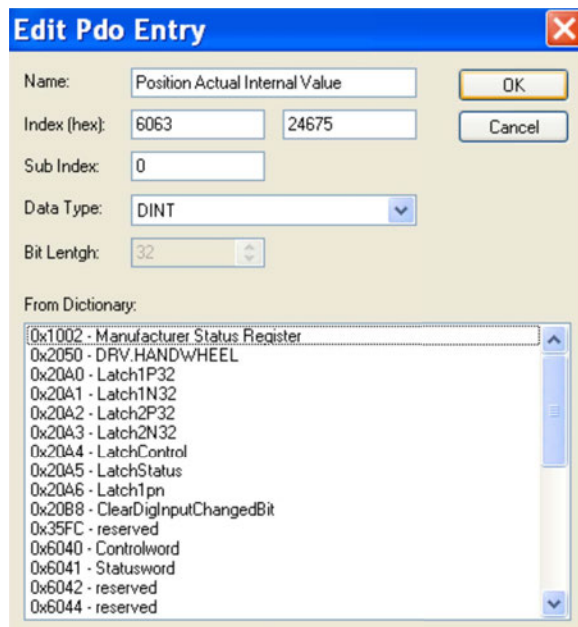 Edit Pdo Entry
Name: Position Actual Internal Value OK
Index (hex): 6063 24675 Cancel
Sub Index: 0
Data Type: DINT
Bit Lentgh: 32
From Dictionary:
0x1002 - Manufacturer Status Register
0x2050 - DRV.HANDWHEEL
0x20A0 - Latch1P32
0x20A1 - Latch1N32
0x20A2 - Latch2P32
0x20A3 - Latch2N32
0x20A4 - LatchControl
0x20A5 - LatchStatus
0x20A6 - Latch1pn
0x20B8 - ClearDigInputChangedBit
0x35FC - reserved
0x6040 - Controlword
0x6041 - Statusword
0x6042 - reserved
0x6044 - reserved